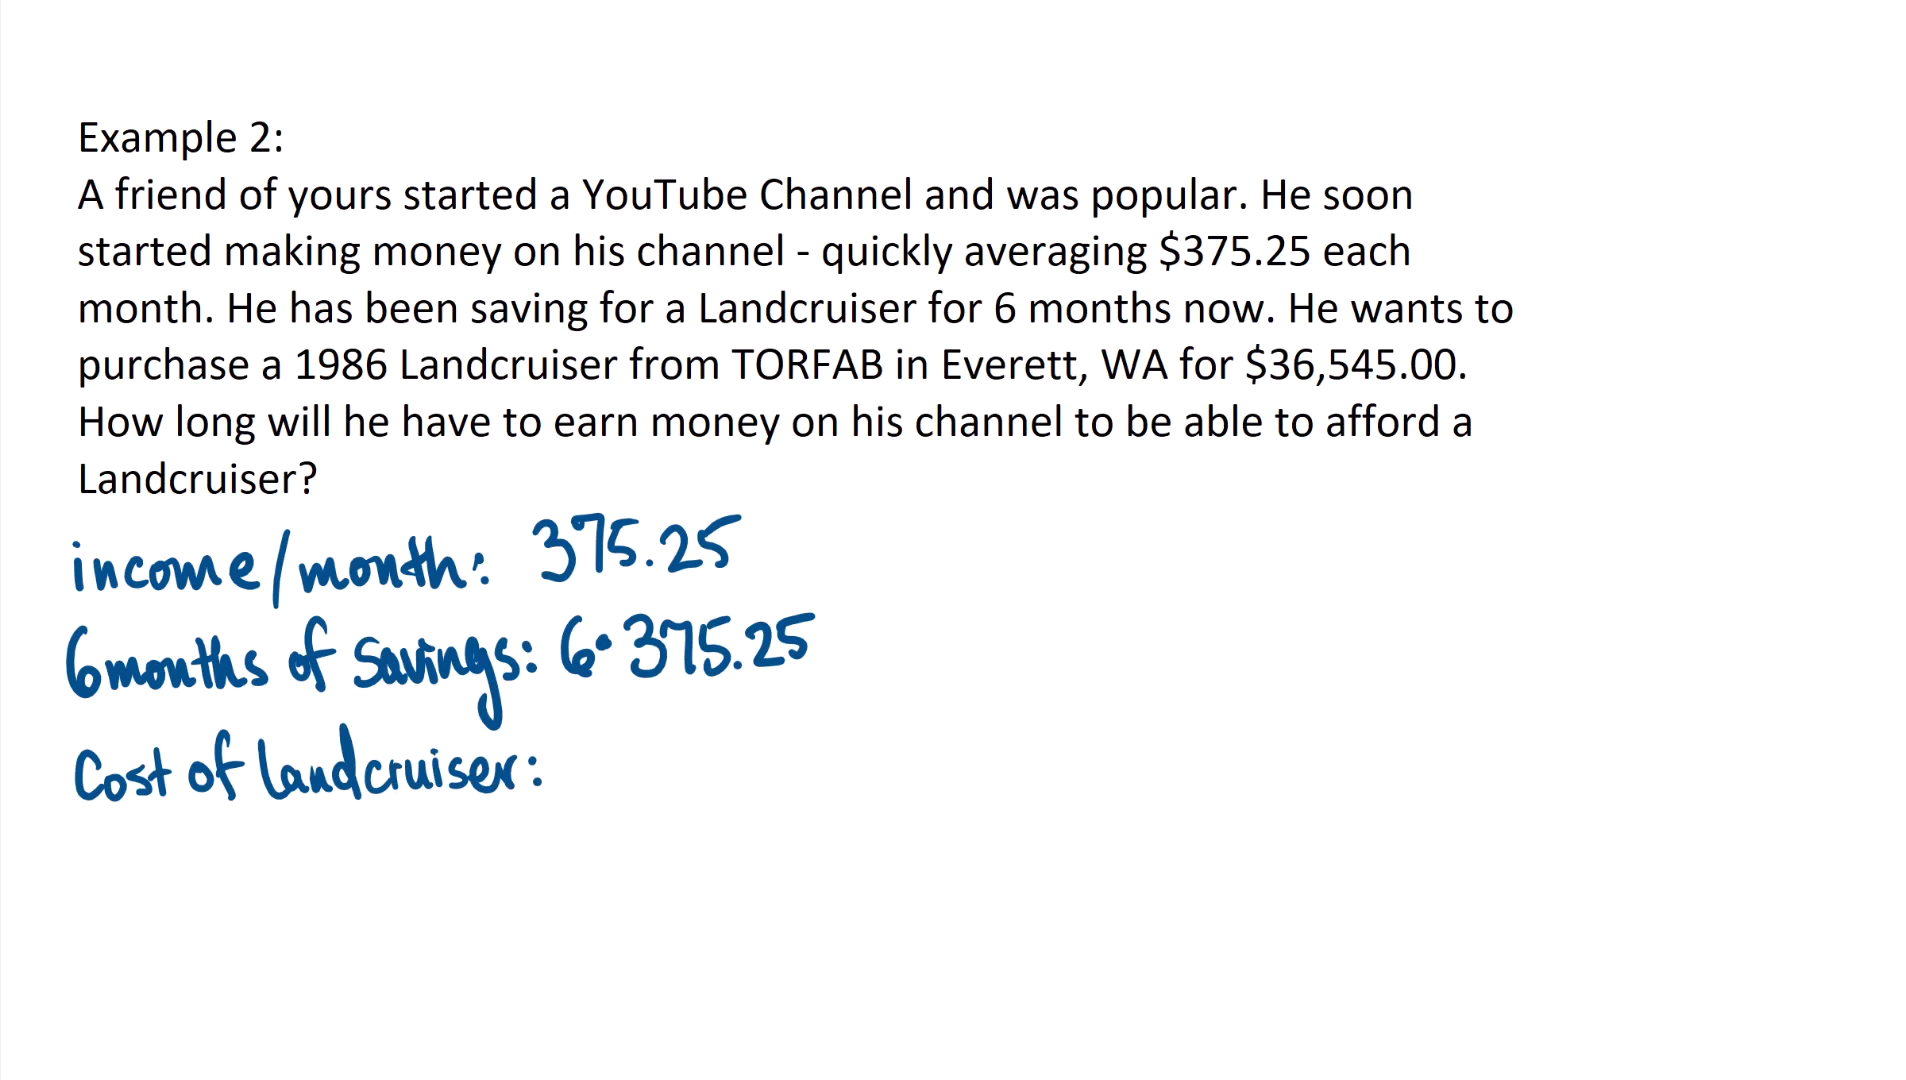 Example 2:
A friend of yours started a YouTube Channel and was popular. He soon
started making money on his channel - quickly averaging $375.25 each
month. He has been saving for a Landcruiser for 6 months now. He wants to
purchase a 1986 Landcruiser from TORFAB in Everett, WA for $36,545.00.
How long will he have to earn money on his channel to be able to afford a
Landcruiser?
income/month: 375.25
6 months of savings: 6·375.25
Cost of landcruiser: